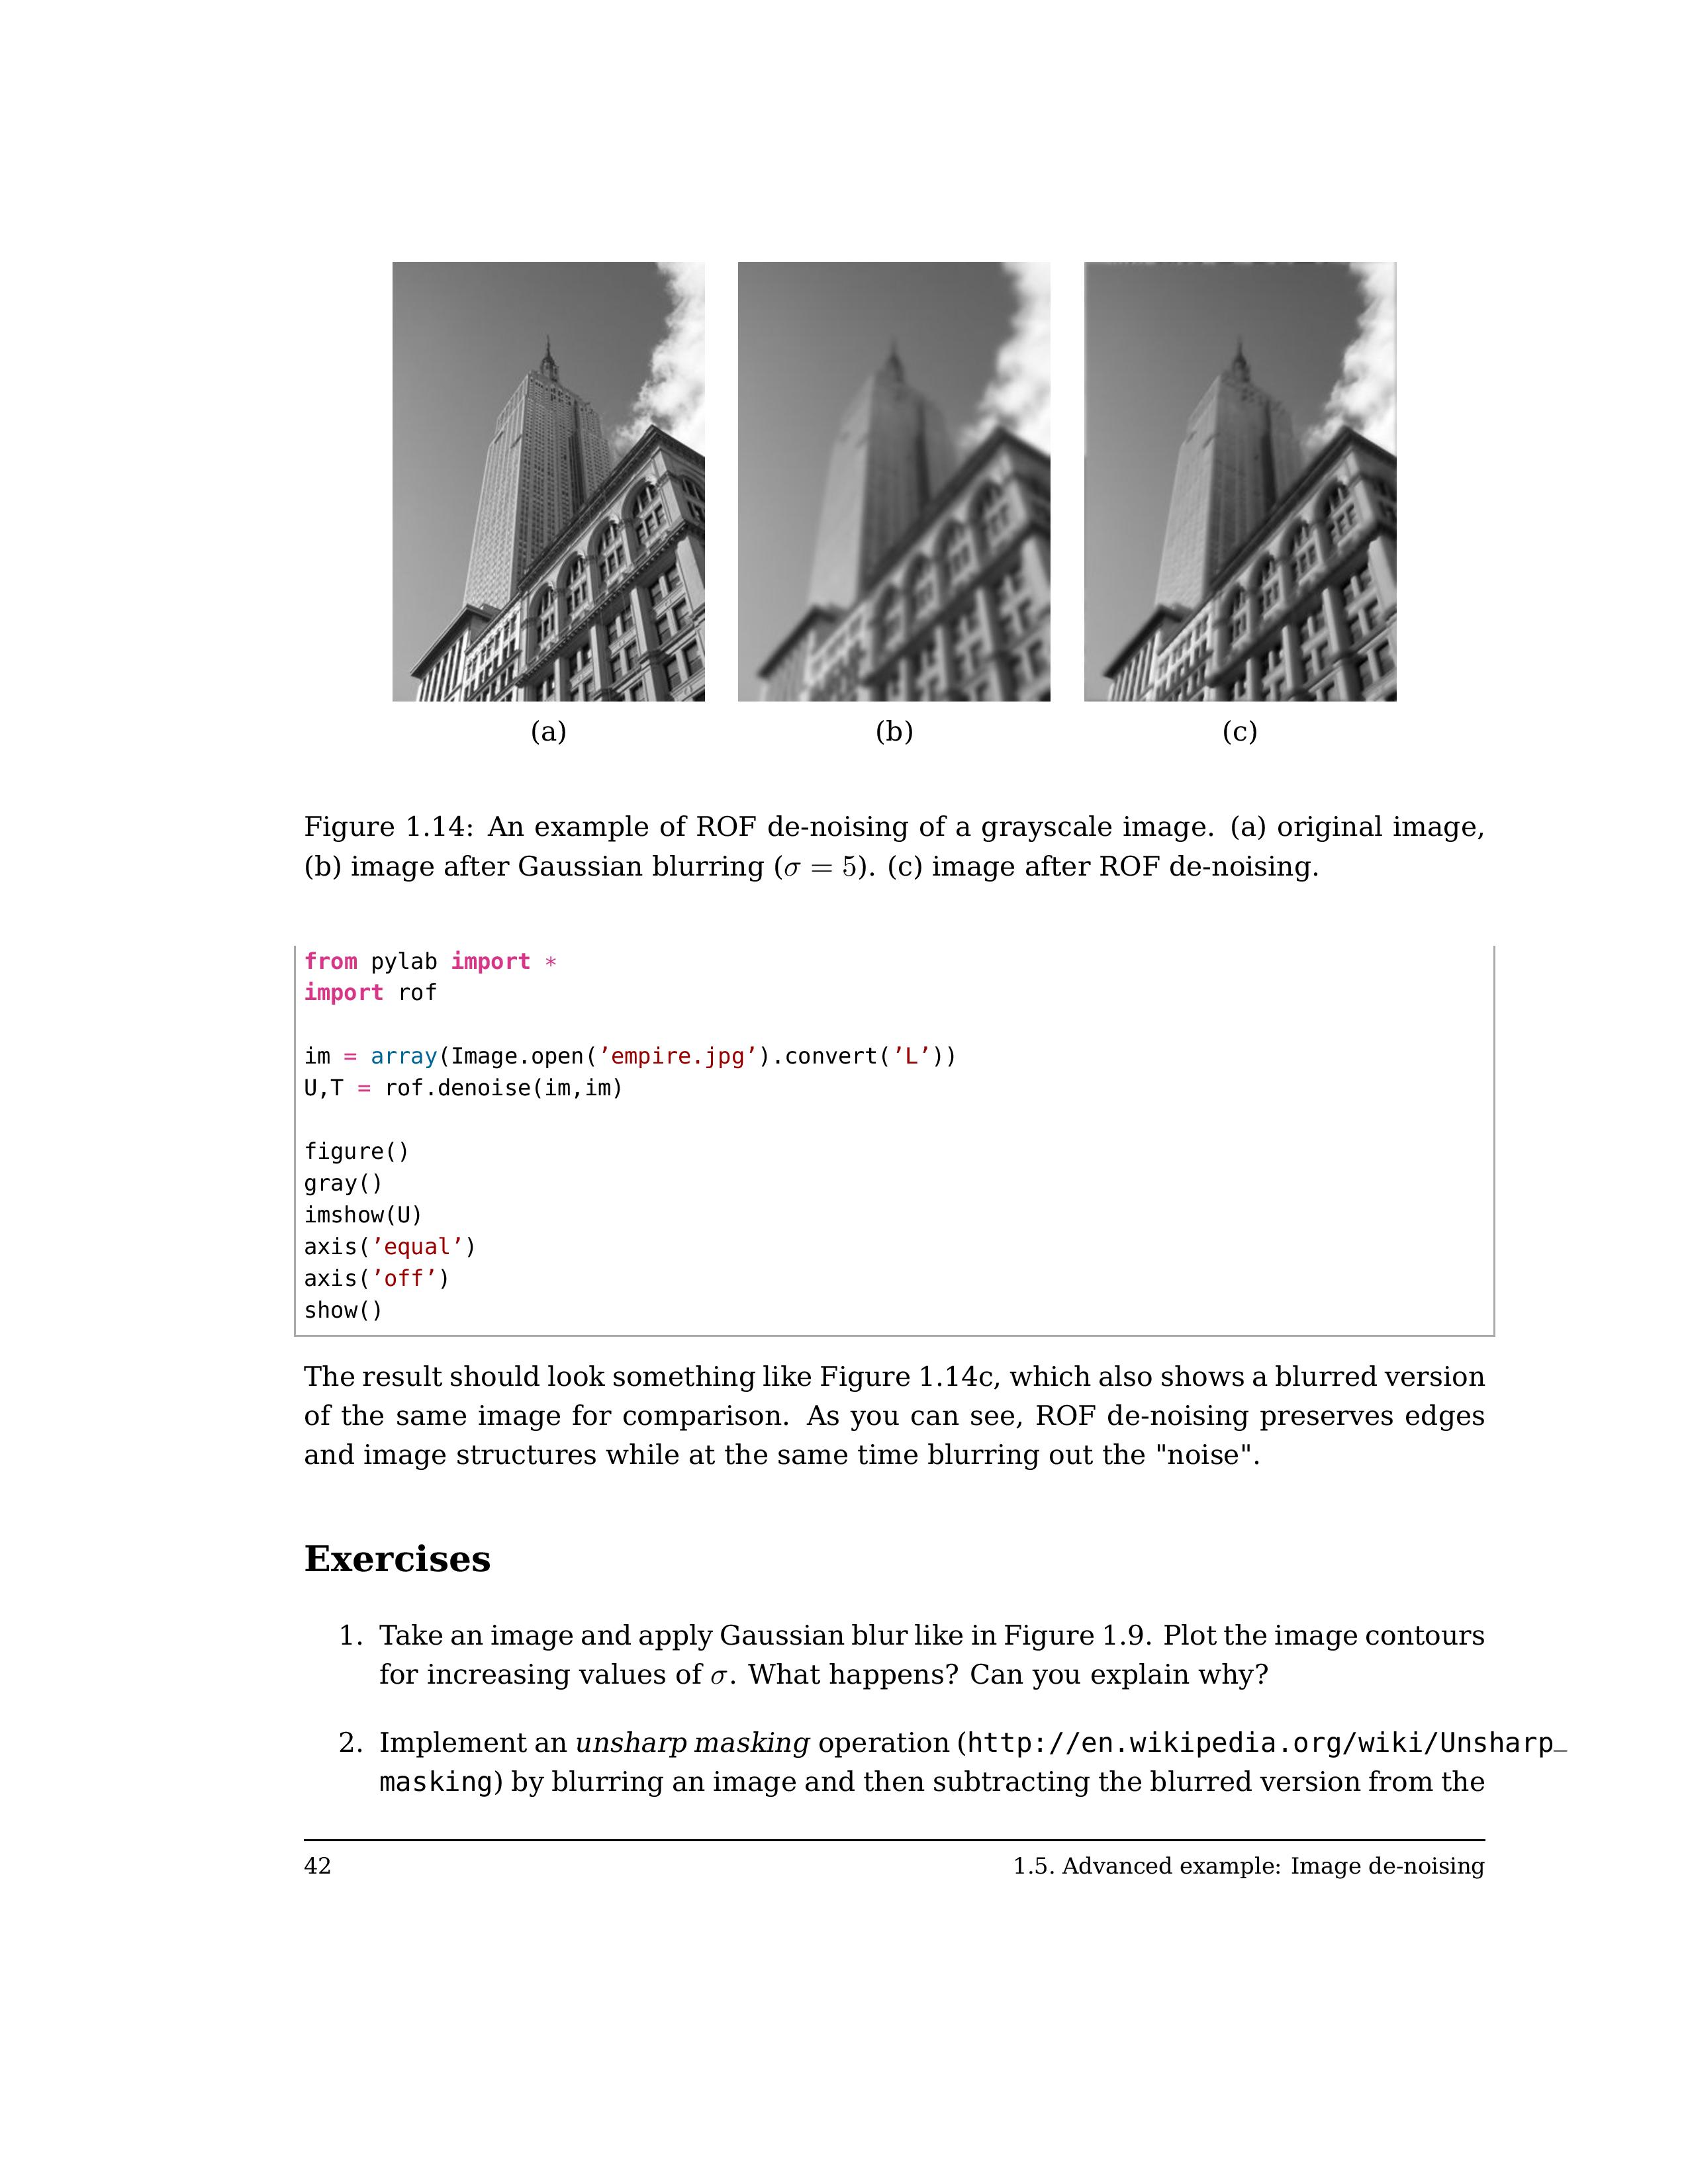 (a) (b) (c)
Figure 1.14: An example of ROF de-noising of a grayscale image. (a) original image,
(b) image after Gaussian blurring (σ = 5). (c) image after ROF de-noising.
from pylab import *
import rof
im = array(Image.open(’empire.jpg’).convert(’L’))
U,T = rof.denoise(im,im)
figure()
gray()
imshow(U)
axis(’equal’)
axis(’off’)
show()
The result should look something like Figure 1.14c, which also shows a blurred version
of the same image for comparison. As you can see, ROF de-noising preserves edges
and image structures while at the same time blurring out the "noise".
Exercises
1. Take an image and apply Gaussian blur like in Figure 1.9. Plot the image contours
for increasing values of σ. What happens? Can you explain why?
2. Implement an unsharp masking operation (http://en.wikipedia.org/wiki/Unsharp_
masking) by blurring an image and then subtracting the blurred version from the
42 1.5. Advanced example: Image de-noising